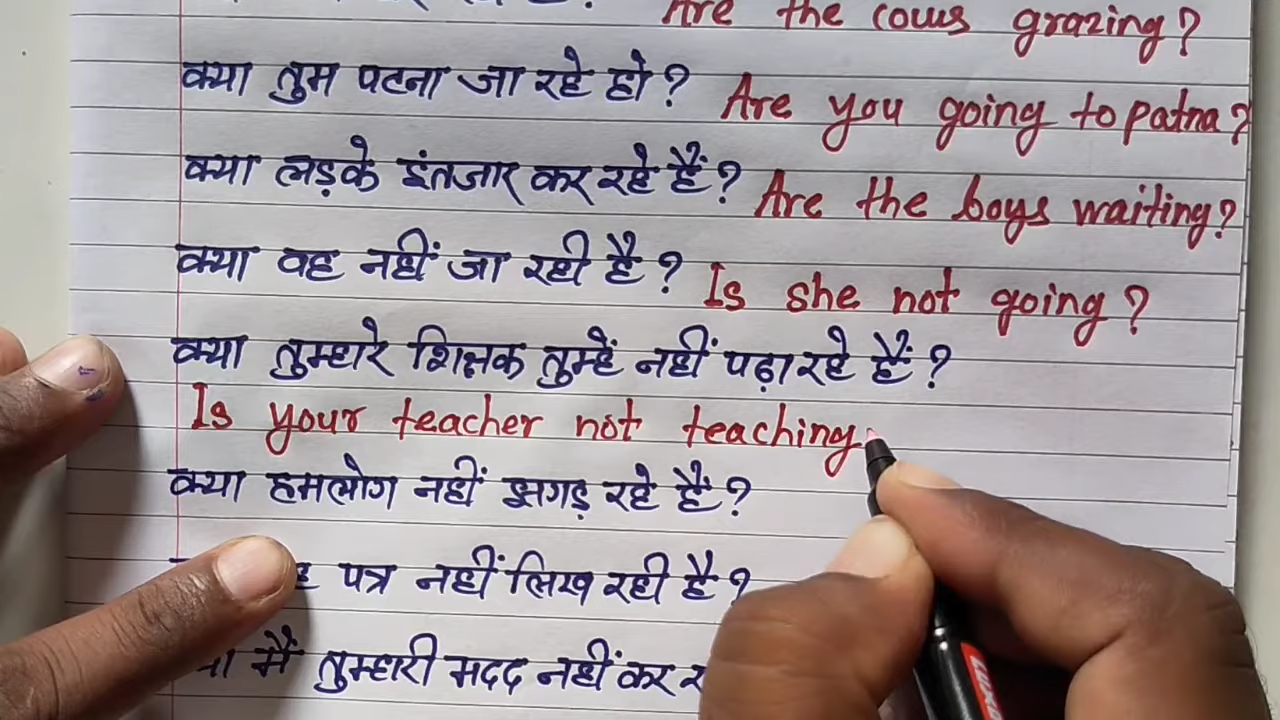 Are the cows grazing?
क्या तुम पटना जा रहे हो? Are you going to patna?
क्या लड़के इंतजार कर रहे हैं? Are the boys waiting?
क्या वह नहीं जा रही है? Is she not going?
क्या तुम्हारे शिक्षक तुम्हें नहीं पढ़ा रहे हैं?
Is your teacher not teaching
क्या हमलोग नहीं झगड़ रहे हैं?
पत्र नहीं लिख रही है?
मैं तुम्हारी मदद नहीं कर